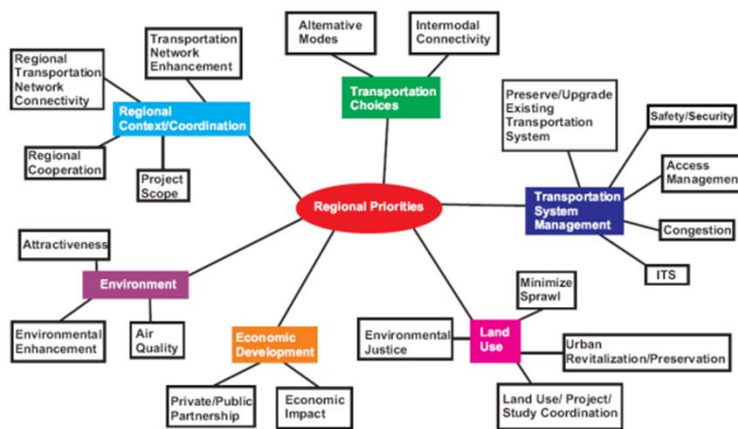 Alternative
Modes
Intermodal
Connectivity
Transportation
Network
Enhancement
Regional
Transportation
Network
Connectivity
Regional
Context/Coordination
Transportation
Choices
Preserve/Upgrade
Existing
Transportation
System
Safety/Security
Regional
Cooperation
Project
Scope
Access
Management
Regional Priorities
Transportation
System
Management
Congestion
ITS
Attractiveness
Environment
Environmental
Enhancement
Air
Quality
Economic
Development
Private/Public
Partnership
Economic
Impact
Minimize
Sprawl
Environmental
Justice
Land
Use
Urban
Revitalization/Preservation
Land Use/ Project/
Study Coordination